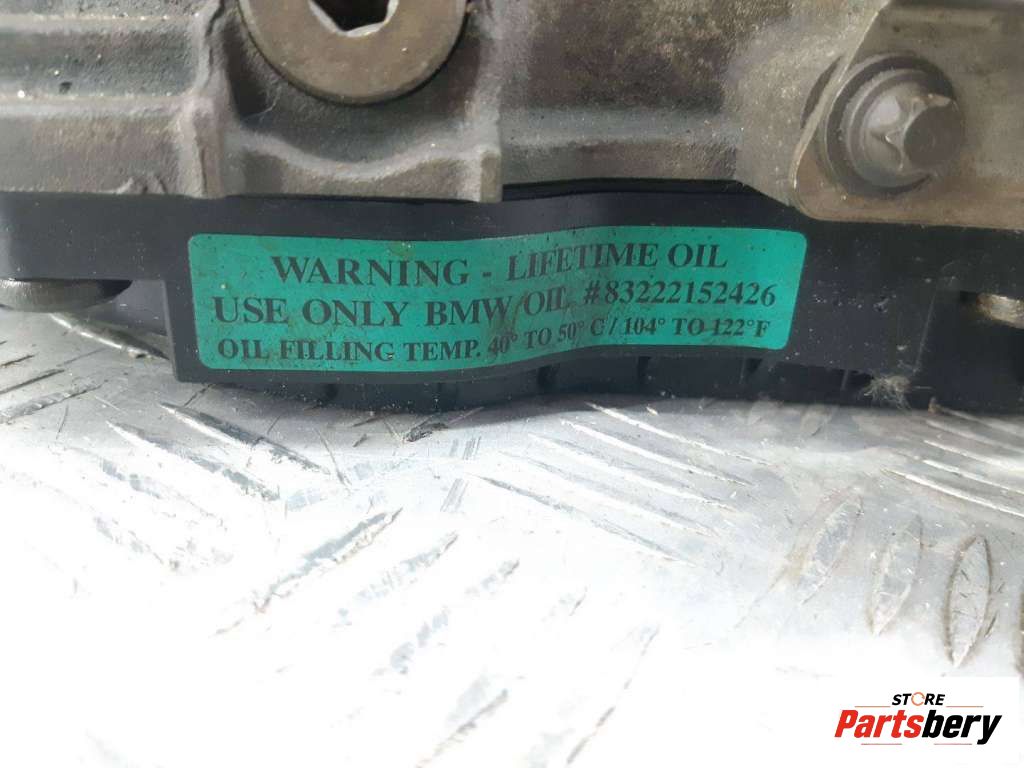 WARNING - LIFETIME OIL
USE ONLY BMW OIL #83222152426
OIL FILLING TEMP. 40° TO 50° C / 104° TO 122°F
STORE
Partsbery